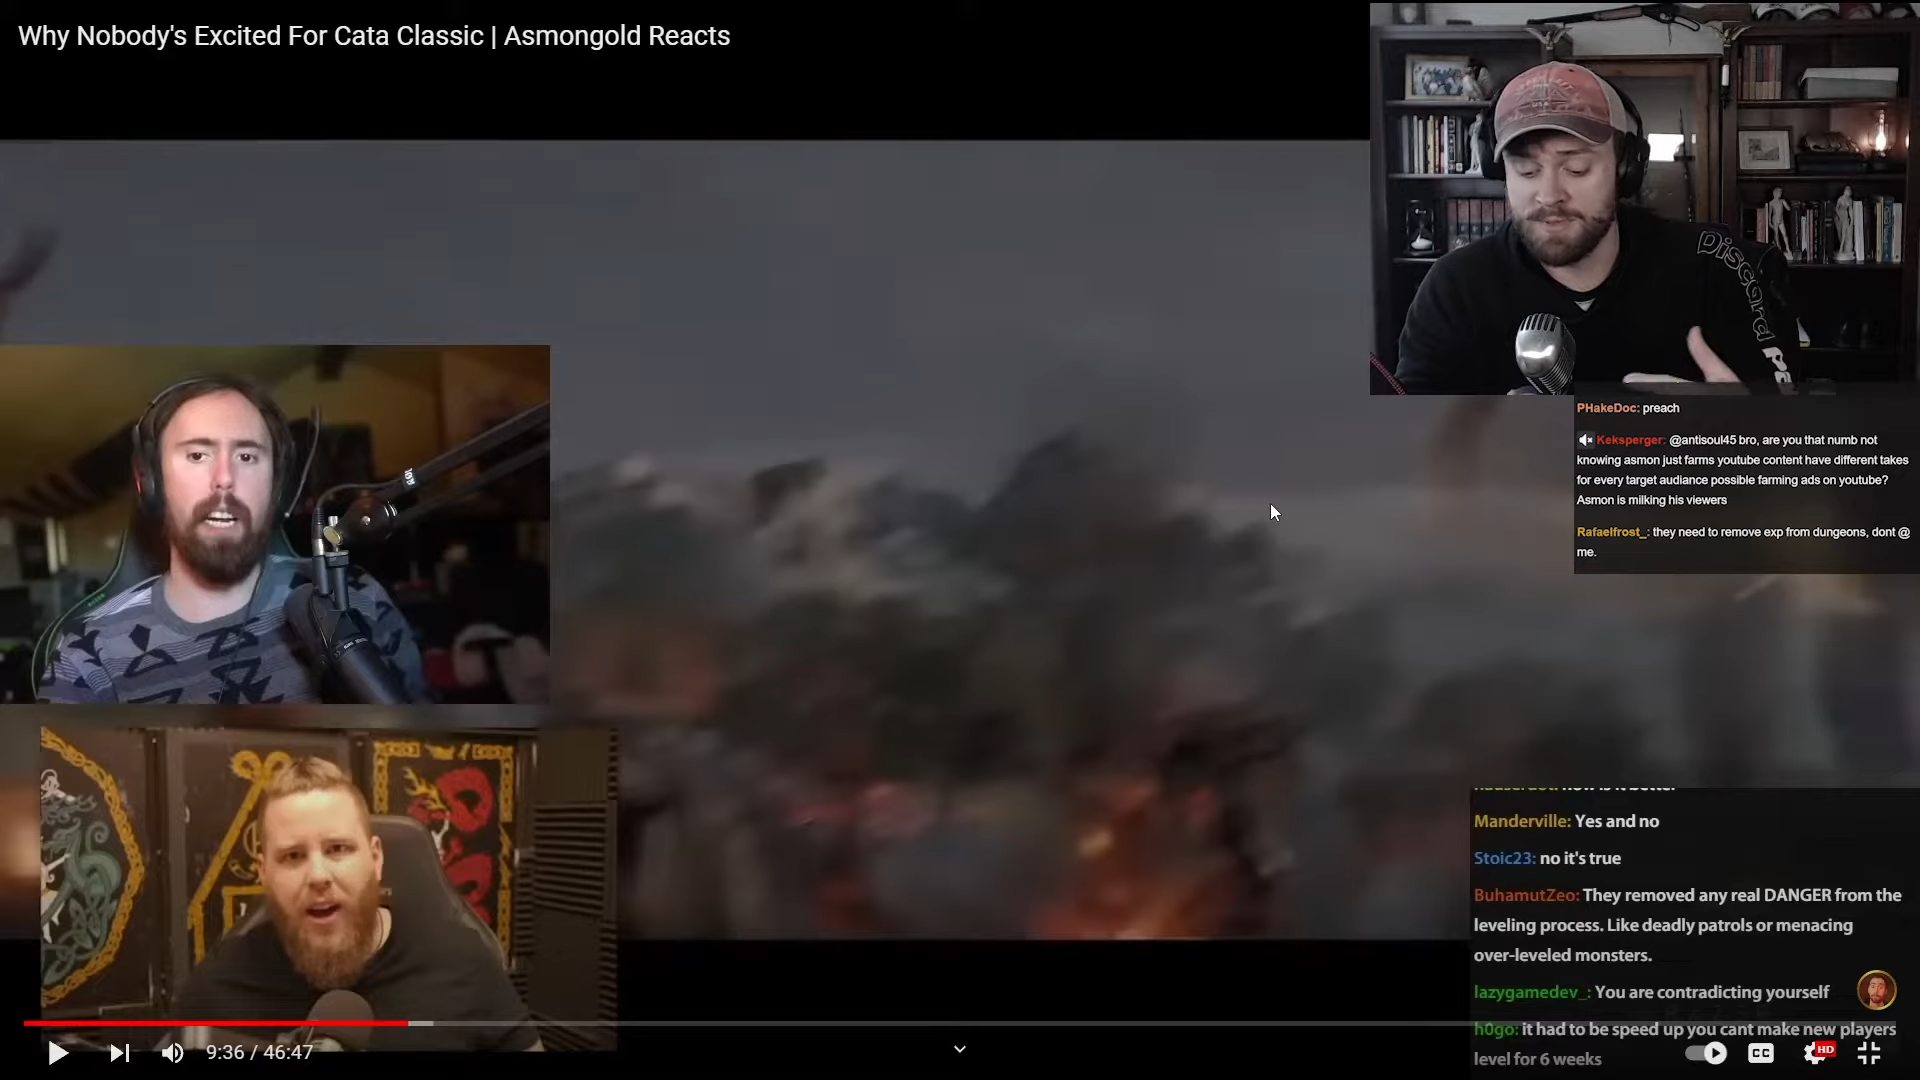 Why Nobody's Excited For Cata Classic | Asmongold Reacts
Discard
PHakeDoc: preach
Keksperger: @antisoul45 bro, are you that numb not
knowing asmon just farms youtube content have different takes
for every target audiance possible farming ads on youtube?
Asmon is milking his viewers
Rafaelfrost_: they need to remove exp from dungeons, dont @
me.
Manderville: Yes and no
Stoic23: no it's true
BuhamutZeo: They removed any real DANGER from the
leveling process. Like deadly patrols or menacing
over-leveled monsters.
lazygamedev_: You are contradicting yourself
h0go: it had to be speed up you cant make new players
level for 6 weeks
9:36 / 46:47
CC
HD